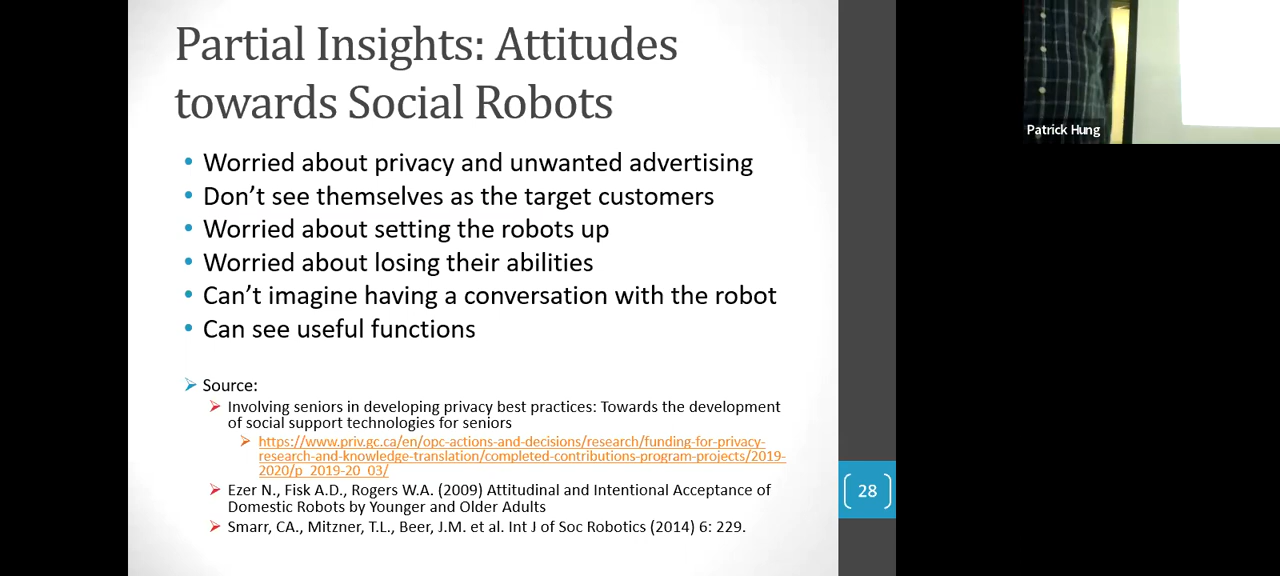 Partial Insights: Attitudes
towards Social Robots
• Worried about privacy and unwanted advertising
• Don’t see themselves as the target customers
• Worried about setting the robots up
• Worried about losing their abilities
• Can’t imagine having a conversation with the robot
• Can see useful functions
➤ Source:
➤ Involving seniors in developing privacy best practices: Towards the development
of social support technologies for seniors
➤ https://www.priv.gc.ca/en/opc-actions-and-decisions/research/funding-for-privacy-
research-and-knowledge-translation/completed-contributions-program-projects/2019-
2020/p_2019-20_03/
➤ Ezer N., Fisk A.D., Rogers W.A. (2009) Attitudinal and Intentional Acceptance of
Domestic Robots by Younger and Older Adults
➤ Smarr, CA., Mitzner, T.L., Beer, J.M. et al. Int J of Soc Robotics (2014) 6: 229.
28
Patrick Hung